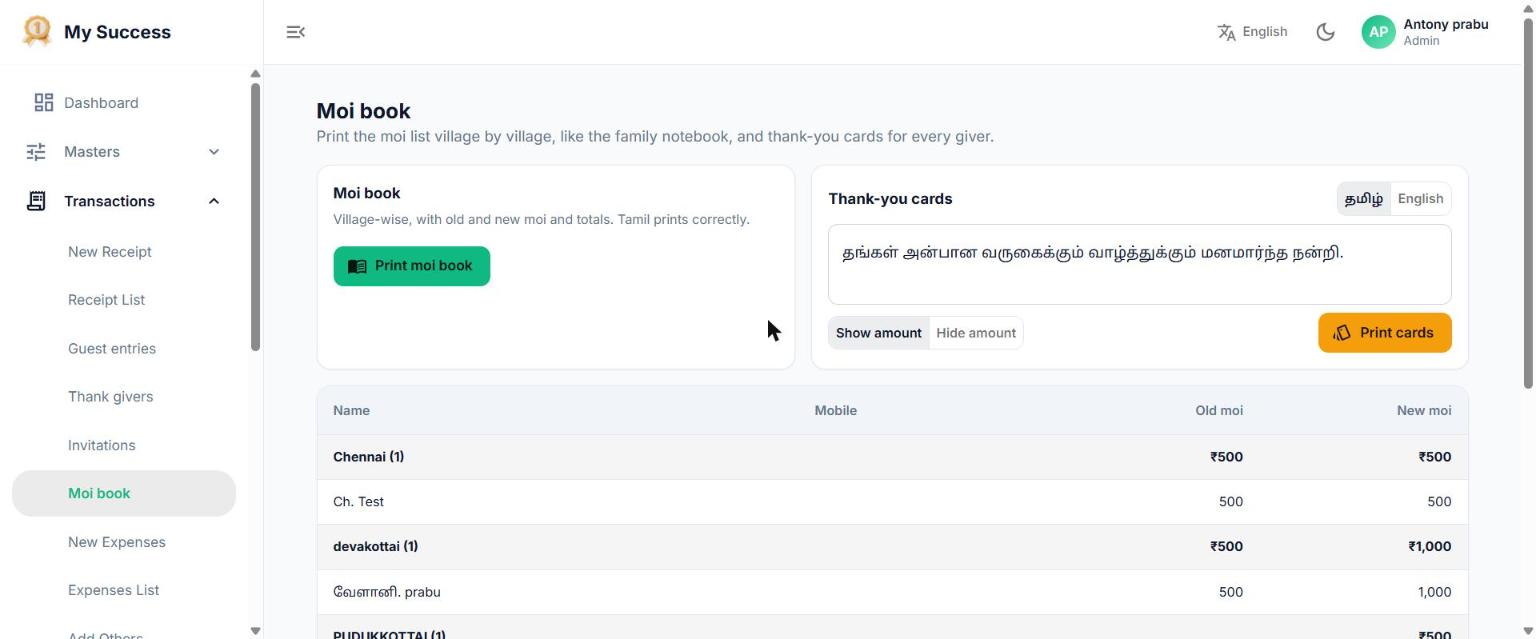 My Success
English
AP
Antony prabu
Admin
Dashboard
Masters
Transactions
New Receipt
Receipt List
Guest entries
Thank givers
Invitations
Moi book
New Expenses
Expenses List
Add Others
Moi book
Print the moi list village by village, like the family notebook, and thank-you cards for every giver.
Moi book
Village-wise, with old and new moi and totals. Tamil prints correctly.
Print moi book
Thank-you cards
தமிழ் English
தங்கள் அன்பான வருகைக்கும் வாழ்த்துக்கும் மனமார்ந்த நன்றி.
Show amount Hide amount
Print cards
Name Mobile Old moi New moi
Chennai (1) ₹500 ₹500
Ch. Test 500 500
devakottai (1) ₹500 ₹1,000
வேளானி. prabu 500 1,000
PUDUKKOTTAI (1) ₹500